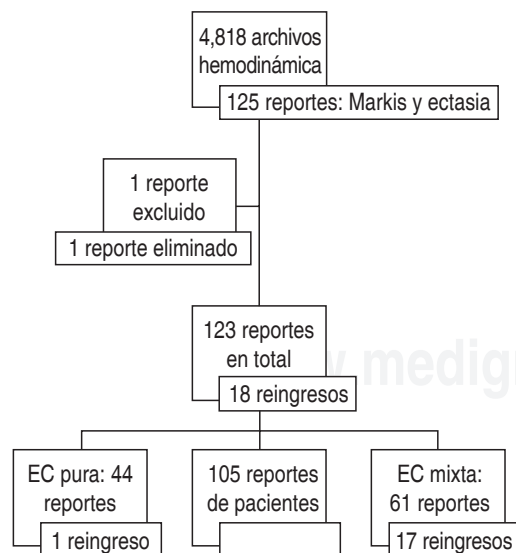 4,818 archivos
hemodinámica
125 reportes: Markis y ectasia
1 reporte
excluido
1 reporte eliminado
123 reportes
en total
18 reingresos
EC pura: 44
reportes
1 reingreso
105 reportes
de pacientes
EC mixta:
61 reportes
17 reingresos